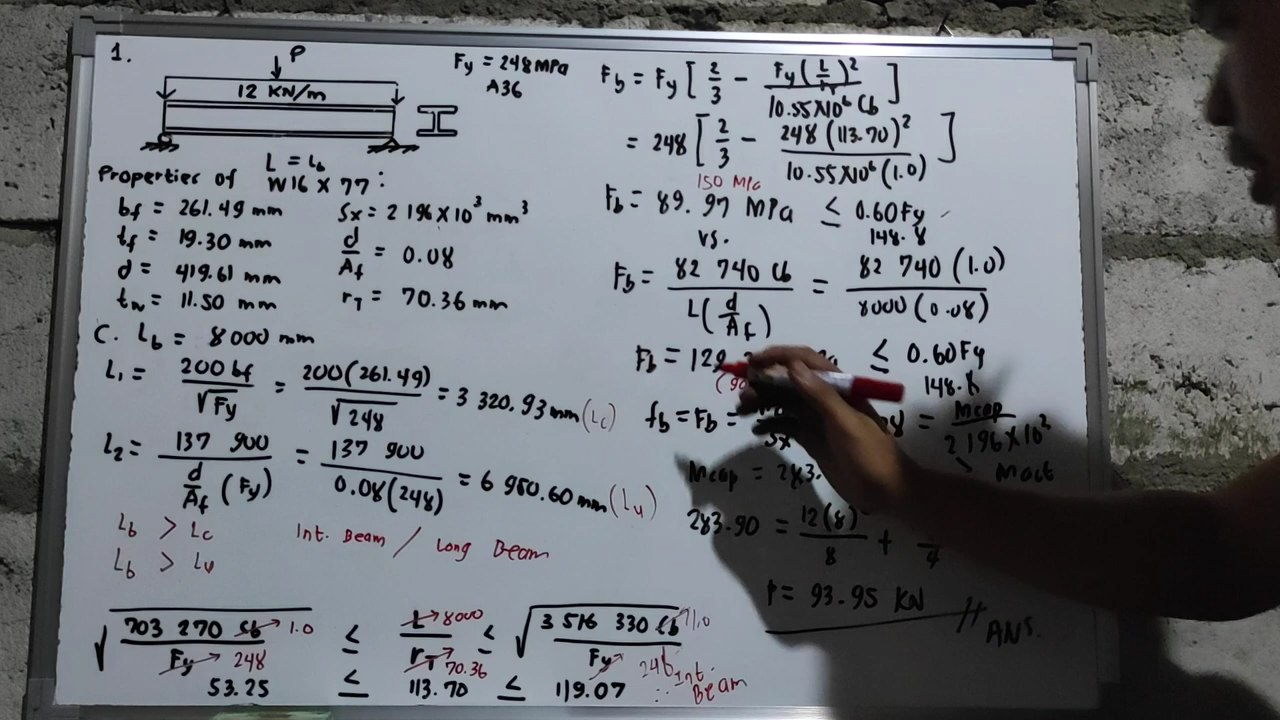 1.
P
12 KN/m
L = Lb
Fy = 248MPa
A36
Properties of
W16 X 77:
bf = 261.49 mm
tf = 19.30 mm
d = 419.61 mm
tw = 11.50 mm
Sx = 2 196 X 10³ mm³
d/Af = 0.08
rT = 70.36 mm
C. Lb = 8000 mm
L1 = 200 bf/√Fy = 200(261.49)/√248 = 3 320.93 mm (Lc)
L2 = 137 900/(d/Af (Fy)) = 137 900/0.08(248) = 6 950.60 mm (Lu)
Lb > Lc
Int. Beam / Long Beam
Lb > Lu
√(703 270 Cb → 1.0/Fy → 248) ≤ L → 8000/rT → 70.36 ≤ √(3 516 330 Cb → 1.0/Fy → 248)
53.25 ≤ 113.70 ≤ 119.07
∴ Int. Beam
Fb = Fy [2/3 - Fy(L/rT)²/10.55X10⁶ Cb]
= 248 [2/3 - 248(113.70)²/10.55X10⁶(1.0)]
150 MPa
Fb = 89.97 MPa ≤ 0.60Fy
148.8
vs.
Fb = 82 740 Cb/L(d/Af) = 82 740(1.0)/8000(0.08)
Fb = 129 ≤ 0.60Fy
148.8
fb = Fb = Sx = Mcap/2 196X10³
Mcap = 283. > Mact
283.90 = 12(8)/8 + /4
P = 93.95 KN // ANS.